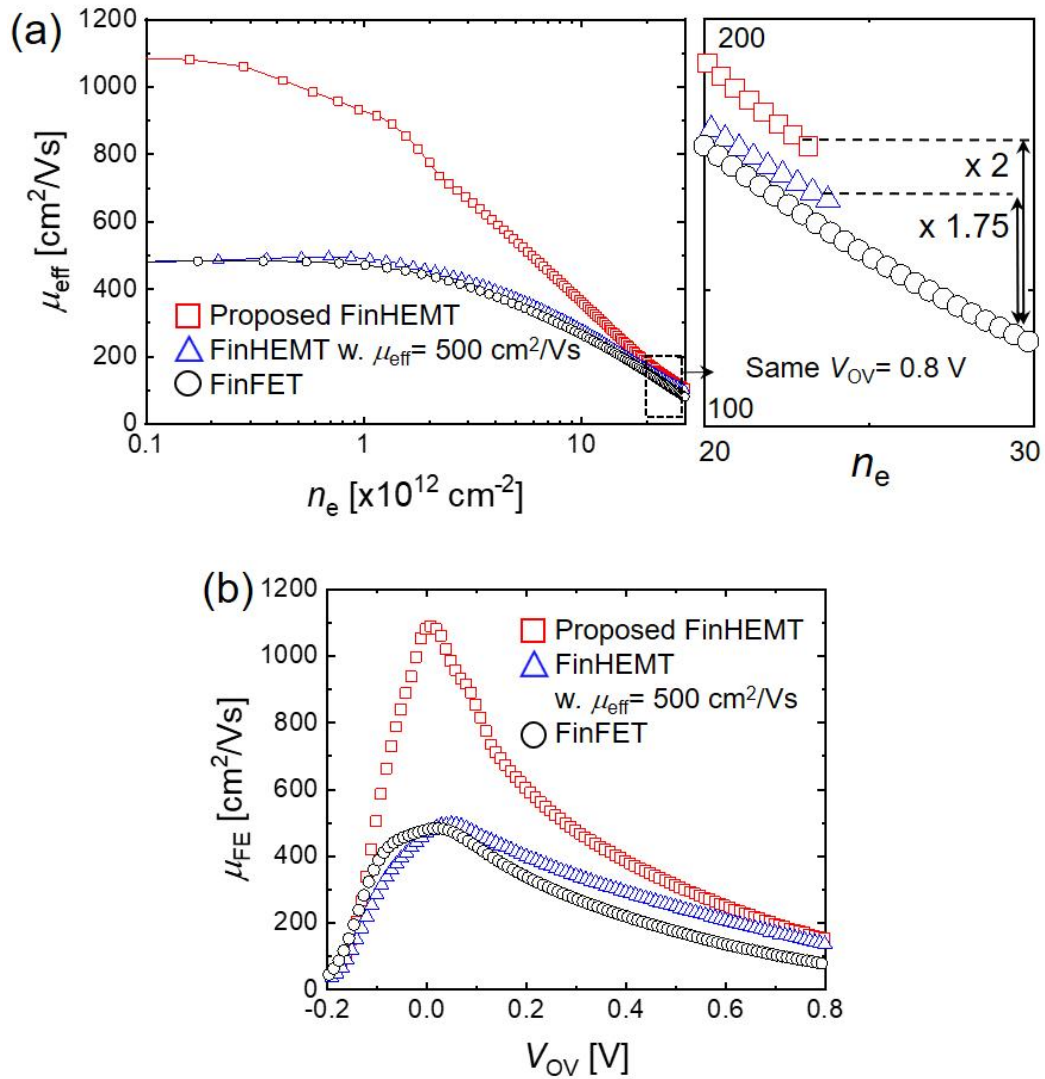 (a)
1200
1000
800
600
400
200
0
μeff [cm²/Vs]
0.1
1
10
ne [x10¹² cm⁻²]
Proposed FinHEMT
FinHEMT w. μeff= 500 cm²/Vs
FinFET
200
x 2
x 1.75
Same VOV= 0.8 V
100
20
30
ne
(b)
1200
1000
800
600
400
200
0
μFE [cm²/Vs]
Proposed FinHEMT
FinHEMT
w. μeff= 500 cm²/Vs
FinFET
-0.2
0.0
0.2
0.4
0.6
0.8
VOV [V]